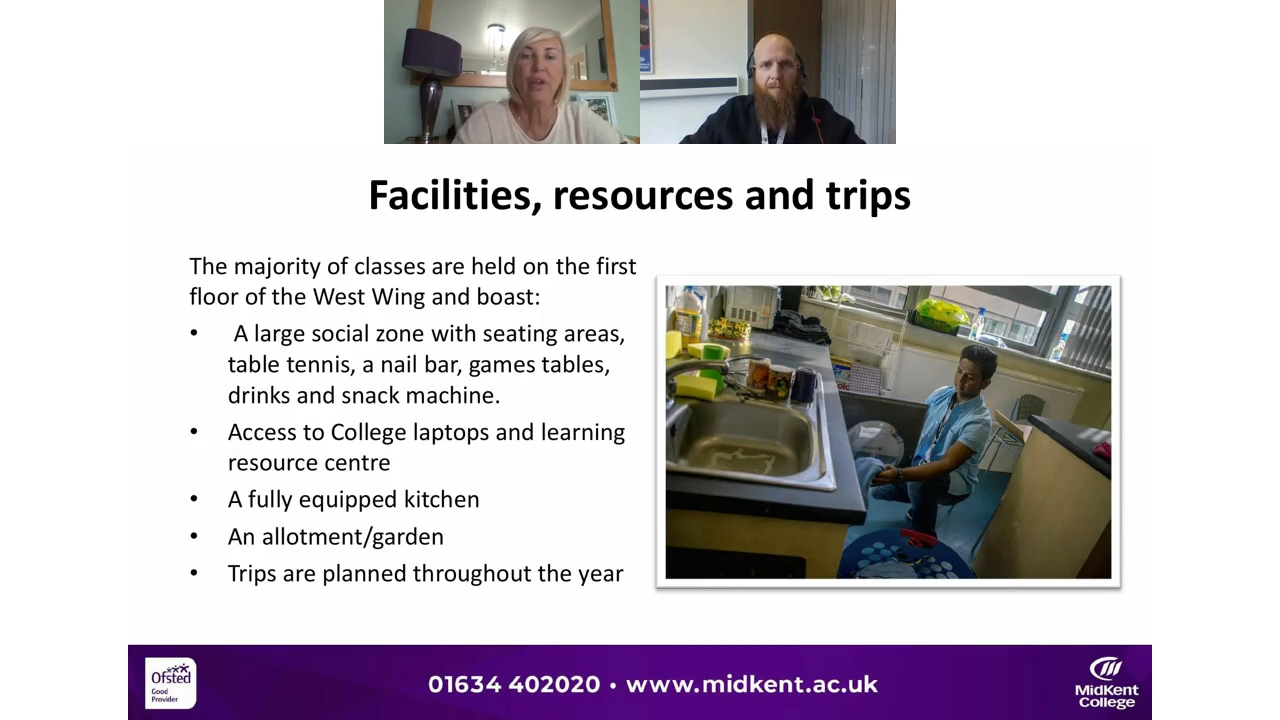 Facilities, resources and trips
The majority of classes are held on the first
floor of the West Wing and boast:
• A large social zone with seating areas,
table tennis, a nail bar, games tables,
drinks and snack machine.
• Access to College laptops and learning
resource centre
• A fully equipped kitchen
• An allotment/garden
• Trips are planned throughout the year
Ofsted
Good
Provider
01634 402020 • www.midkent.ac.uk
MidKent
College